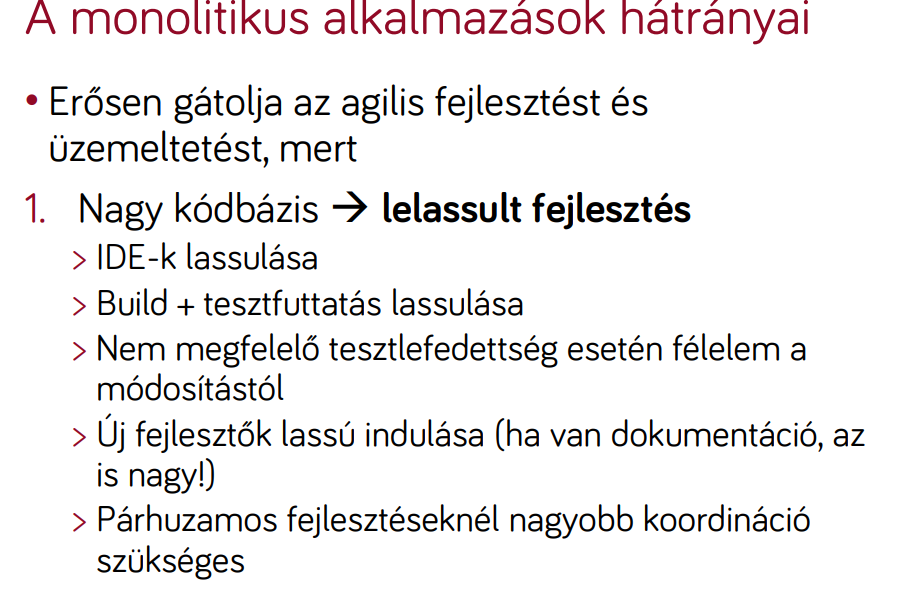 A monolitikus alkalmazások hátrányai
• Erősen gátolja az agilis fejlesztést és
üzemeltetést, mert
1. Nagy kódbázis → lelassult fejlesztés
> IDE-k lassulása
> Build + tesztfuttatás lassulása
> Nem megfelelő tesztlefedettség esetén félelem a
módosítástól
> Új fejlesztők lassú indulása (ha van dokumentáció, az
is nagy!)
> Párhuzamos fejlesztéseknél nagyobb koordináció
szükséges